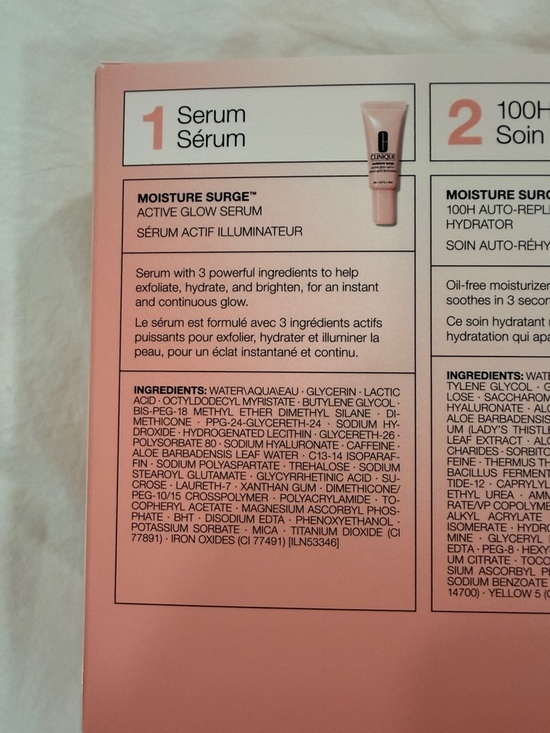 1 Serum
Sérum
CLINIQUE
MOISTURE SURGE™
ACTIVE GLOW SERUM
SÉRUM ACTIF ILLUMINATEUR
Serum with 3 powerful ingredients to help
exfoliate, hydrate, and brighten, for an instant
and continuous glow.
Le sérum est formulé avec 3 ingrédients actifs
puissants pour exfolier, hydrater et illuminer la
peau, pour un éclat instantané et continu.
INGREDIENTS: WATER\AQUA\EAU · GLYCERIN · LACTIC
ACID · OCTYLDODECYL MYRISTATE · BUTYLENE GLYCOL ·
BIS-PEG-18 METHYL ETHER DIMETHYL SILANE · DI-
METHICONE · PPG-24-GLYCERETH-24 · SODIUM HY-
DROXIDE · HYDROGENATED LECITHIN · GLYCERETH-26 ·
POLYSORBATE 80 · SODIUM HYALURONATE · CAFFEINE ·
ALOE BARBADENSIS LEAF WATER · C13-14 ISOPARAF-
FIN · SODIUM POLYASPARTATE · TREHALOSE · SODIUM
STEAROYL GLUTAMATE · GLYCYRRHETINIC ACID · SU-
CROSE · LAURETH-7 · XANTHAN GUM · DIMETHICONE/
PEG-10/15 CROSSPOLYMER · POLYACRYLAMIDE · TO-
COPHERYL ACETATE · MAGNESIUM ASCORBYL PHOS-
PHATE · BHT · DISODIUM EDTA · PHENOXYETHANOL ·
POTASSIUM SORBATE · MICA · TITANIUM DIOXIDE (CI
77891) · IRON OXIDES (CI 77491) [ILN53346]
2 100H
Soin
MOISTURE SURG
100H AUTO-REPL
HYDRATOR
SOIN AUTO-RÉHY
Oil-free moisturizer
soothes in 3 secon
Ce soin hydratant
hydratation qui apa
INGREDIENTS: WATE
TYLENE GLYCOL · G
LOSE · SACCHAROM
HYALURONATE · ALO
ALOE BARBADENSIS
UM (LADY'S THISTLE
LEAF EXTRACT · ALO
CHARIDES · SORBITO
FEINE · THERMUS TH
BACILLUS FERMENT
TIDE-12 · CAPRYLYL
ETHYL UREA · AMM
RATE/VP COPOLYME
ALKYL ACRYLATE
ISOMERATE · HYDRO
MINE · GLYCERYL
EDTA · PEG-8 · HEXY
UM CITRATE · TOCO
SIUM ASCORBYL P
SODIUM BENZOATE
14700) · YELLOW 5 (C